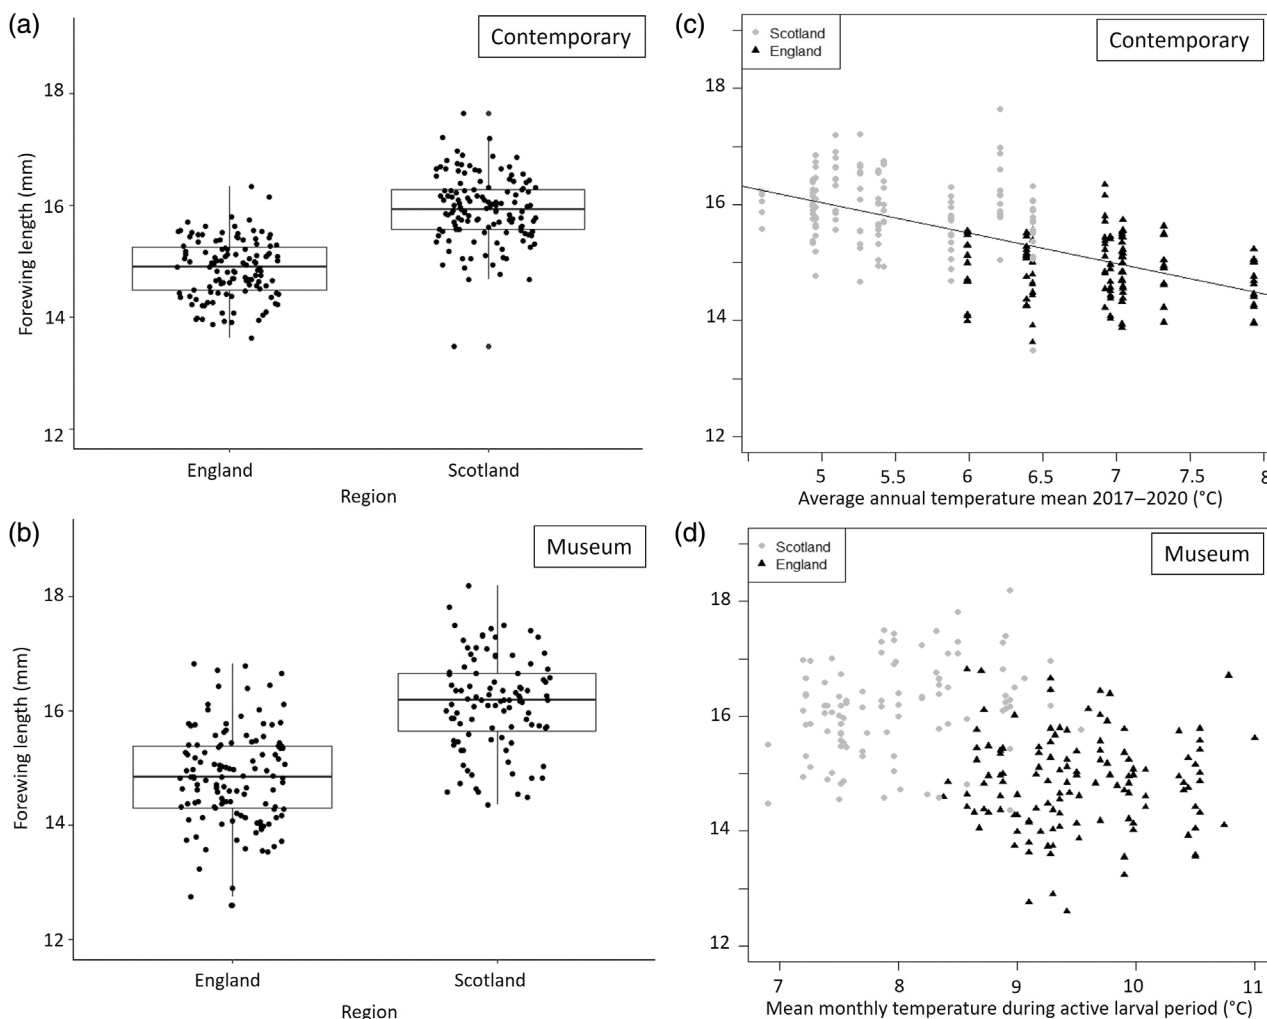 (a)
Contemporary
18
16
14
12
Forewing length (mm)
England
Scotland
Region
(b)
Museum
18
16
14
12
Forewing length (mm)
England
Scotland
Region
(c)
Scotland
England
Contemporary
18
16
14
12
5 5.5 6 6.5 7 7.5 8
Average annual temperature mean 2017–2020 (°C)
(d)
Scotland
England
Museum
18
16
14
12
7 8 9 10 11
Mean monthly temperature during active larval period (°C)